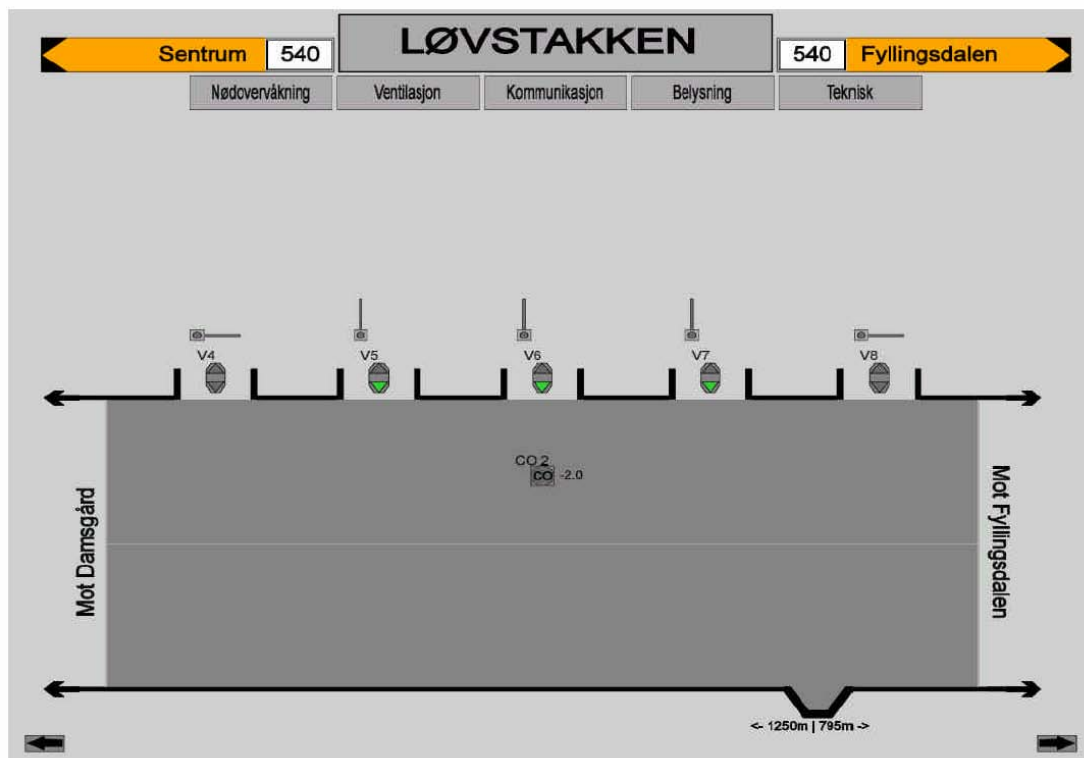 LØVSTAKKEN
Sentrum 540
540 Fyllingsdalen
Nødovervåkning
Ventilasjon
Kommunikasjon
Belysning
Teknisk
V4
V5
V6
V7
V8
CO 2
CO -2.0
Mot Damsgård
Mot Fyllingsdalen
<- 1250m | 795m ->